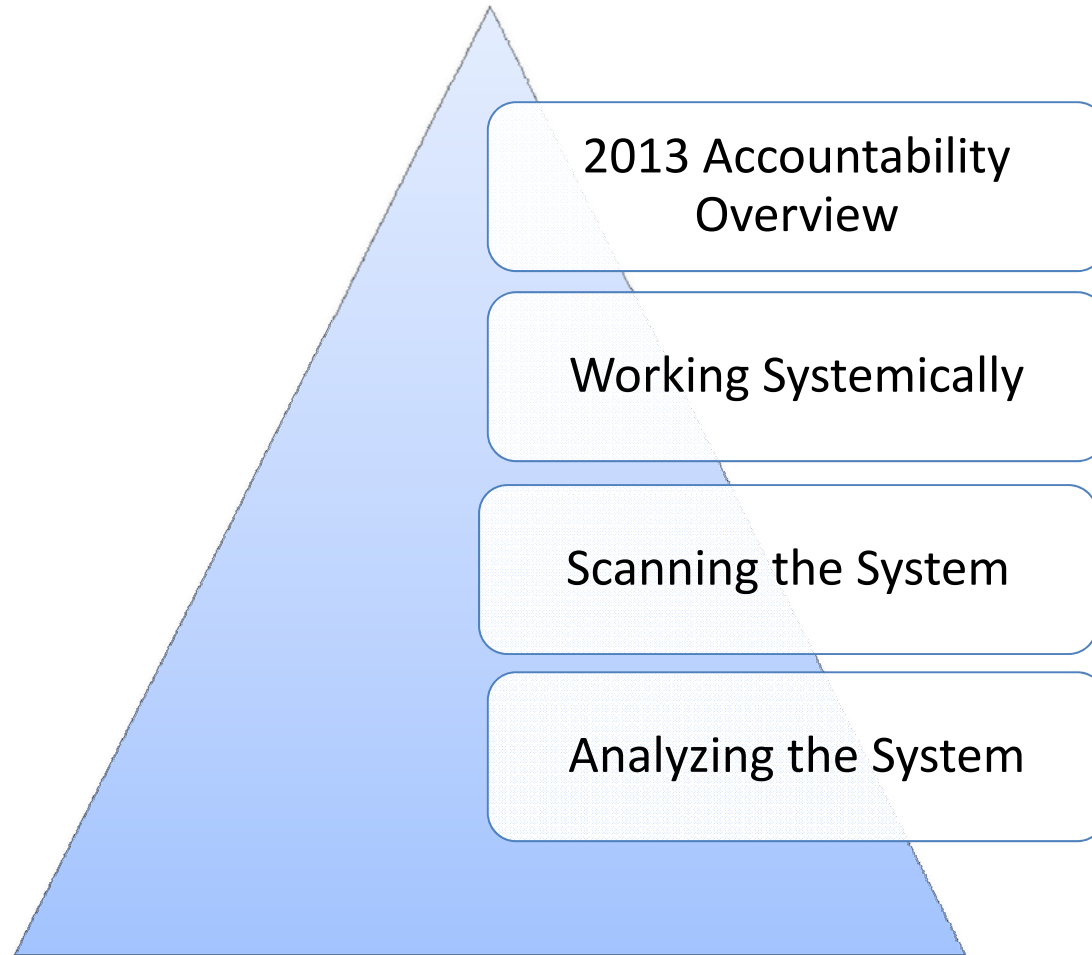 2013 Accountability
Overview
Working Systemically
Scanning the System
Analyzing the System